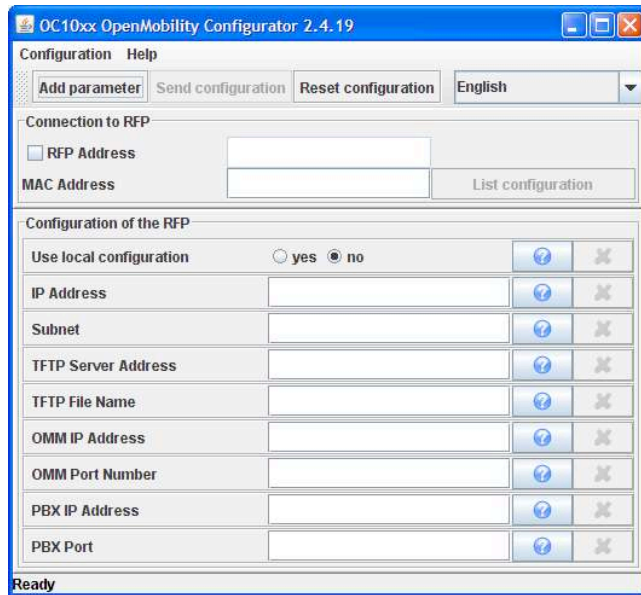 OC10xx OpenMobility Configurator 2.4.19
Configuration Help
Add parameter Send configuration Reset configuration English
Connection to RFP
RFP Address
MAC Address List configuration
Configuration of the RFP
Use local configuration yes no
IP Address
Subnet
TFTP Server Address
TFTP File Name
OMM IP Address
OMM Port Number
PBX IP Address
PBX Port
Ready